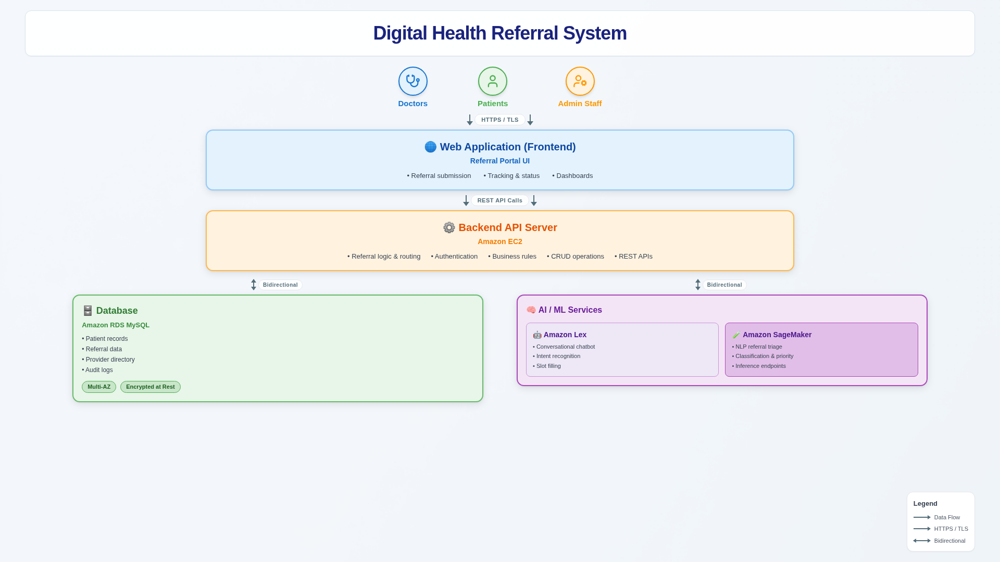 Digital Health Referral System
Doctors
Patients
Admin Staff
HTTPS / TLS
Web Application (Frontend)
Referral Portal UI
• Referral submission • Tracking & status • Dashboards
REST API Calls
Backend API Server
Amazon EC2
• Referral logic & routing • Authentication • Business rules • CRUD operations • REST APIs
Bidirectional
Bidirectional
Database
Amazon RDS MySQL
• Patient records
• Referral data
• Provider directory
• Audit logs
Multi-AZ
Encrypted at Rest
AI / ML Services
Amazon Lex
• Conversational chatbot
• Intent recognition
• Slot filling
Amazon SageMaker
• NLP referral triage
• Classification & priority
• Inference endpoints
Legend
Data Flow
HTTPS / TLS
Bidirectional